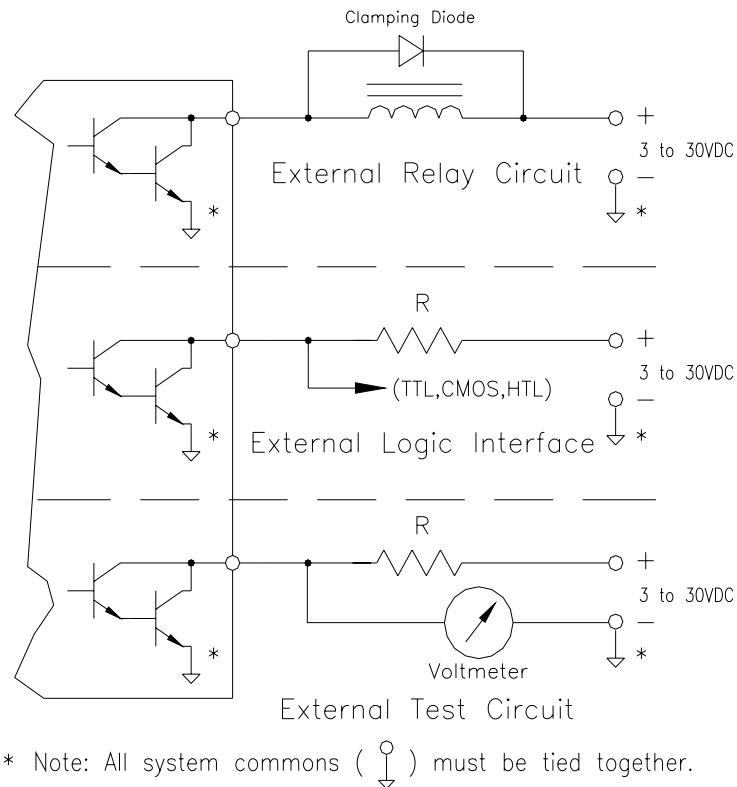 Clamping Diode
+
3 to 30VDC
External Relay Circuit
−
*
*
R
+
3 to 30VDC
(TTL,CMOS,HTL)
−
External Logic Interface
*
*
R
+
3 to 30VDC
−
*
*
Voltmeter
External Test Circuit
* Note: All system commons ( ) must be tied together.